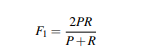 F₁ = 2PR / P + R